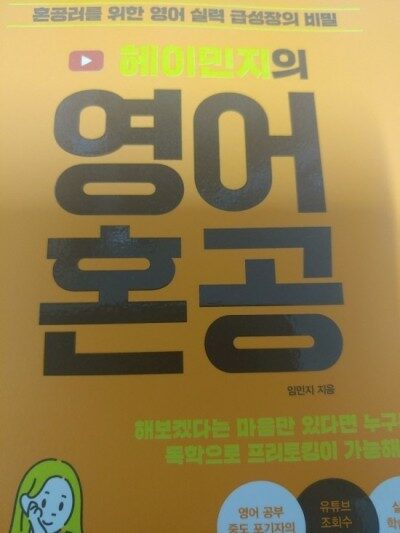 혼공러를 위한 영어 실력 급성장의 비밀
헤이민지의
영어
혼공
임민지 지음
해보겠다는 마음만 있다면 누구
독학으로 프리토킹이 가능해
영어 공부
중도 포기자의
유튜브
조회수